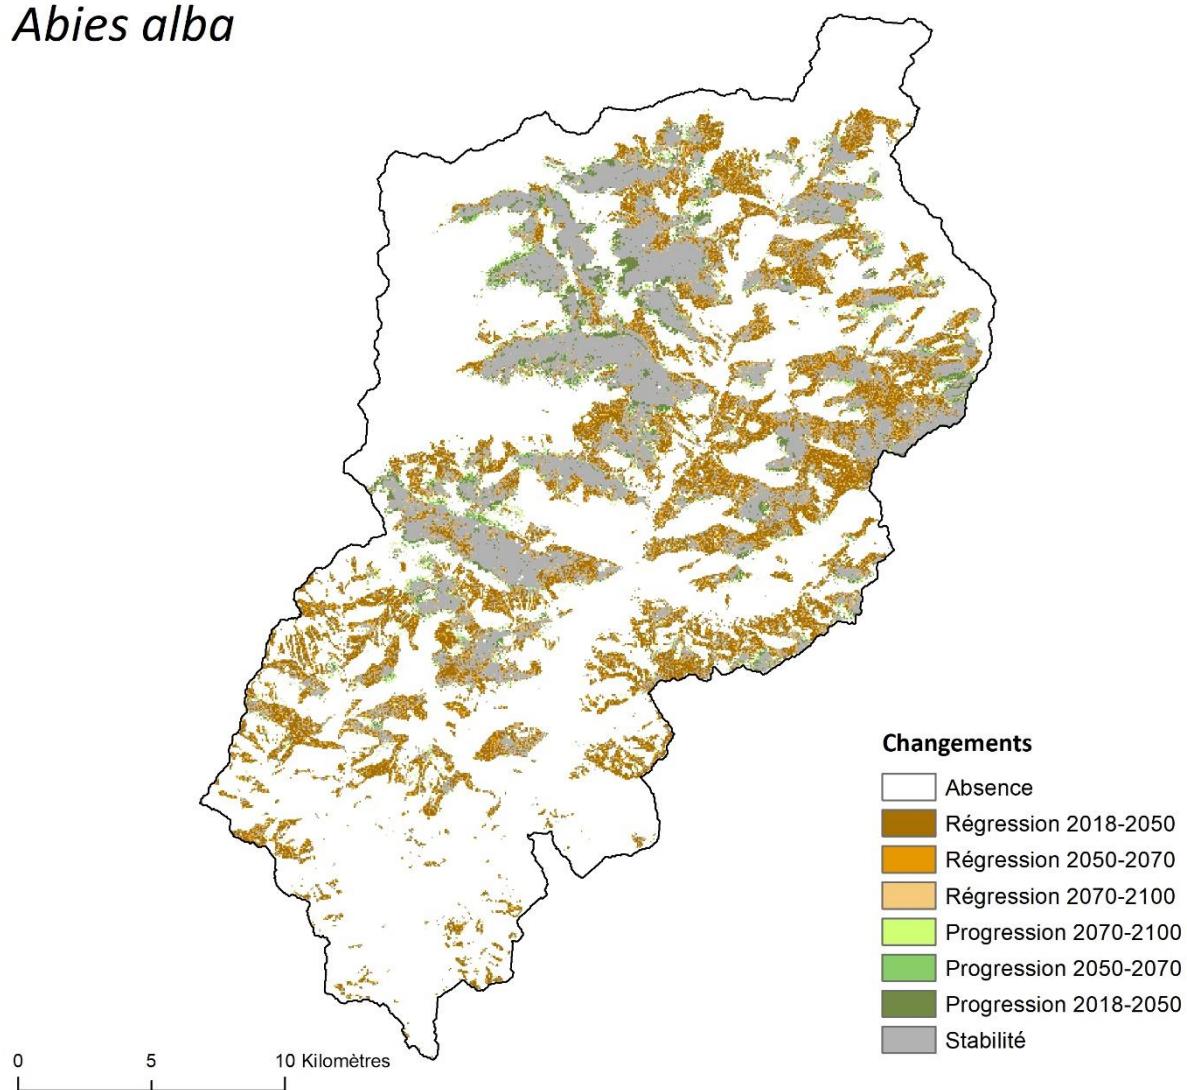 Abies alba
Changements
Absence
Régression 2018-2050
Régression 2050-2070
Régression 2070-2100
Progression 2070-2100
Progression 2050-2070
Progression 2018-2050
Stabilité
0 5 10 Kilomètres